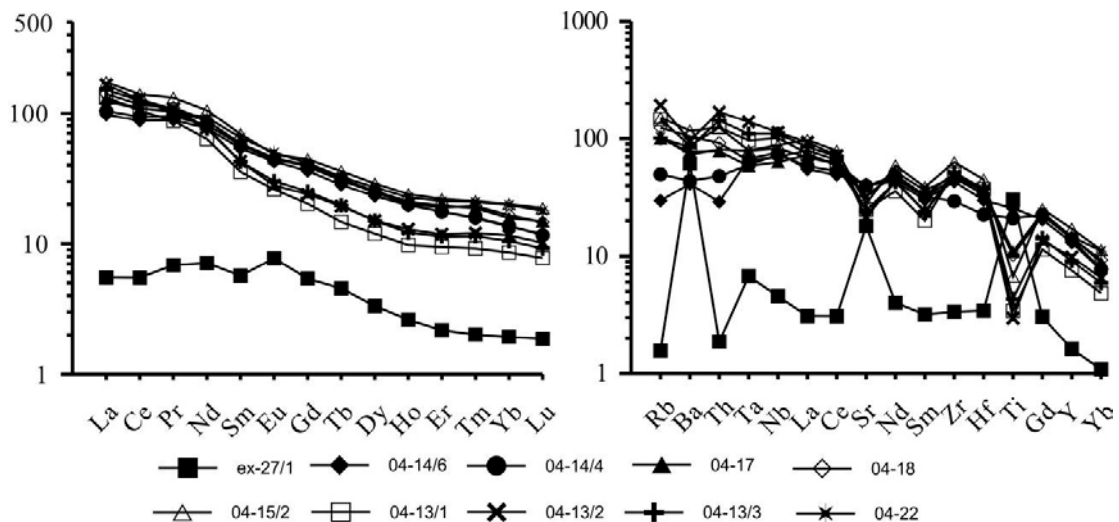 500
100
10
1
La Ce Pr Nd Sm Eu Gd Tb Dy Ho Er Tm Yb Lu
1000
100
10
1
Rb Ba Th Ta Nb La Ce Sr Nd Sm Zr Hf Ti Gd Y Yb
ex-27/1 04-14/6 04-14/4 04-17 04-18
04-15/2 04-13/1 04-13/2 04-13/3 04-22